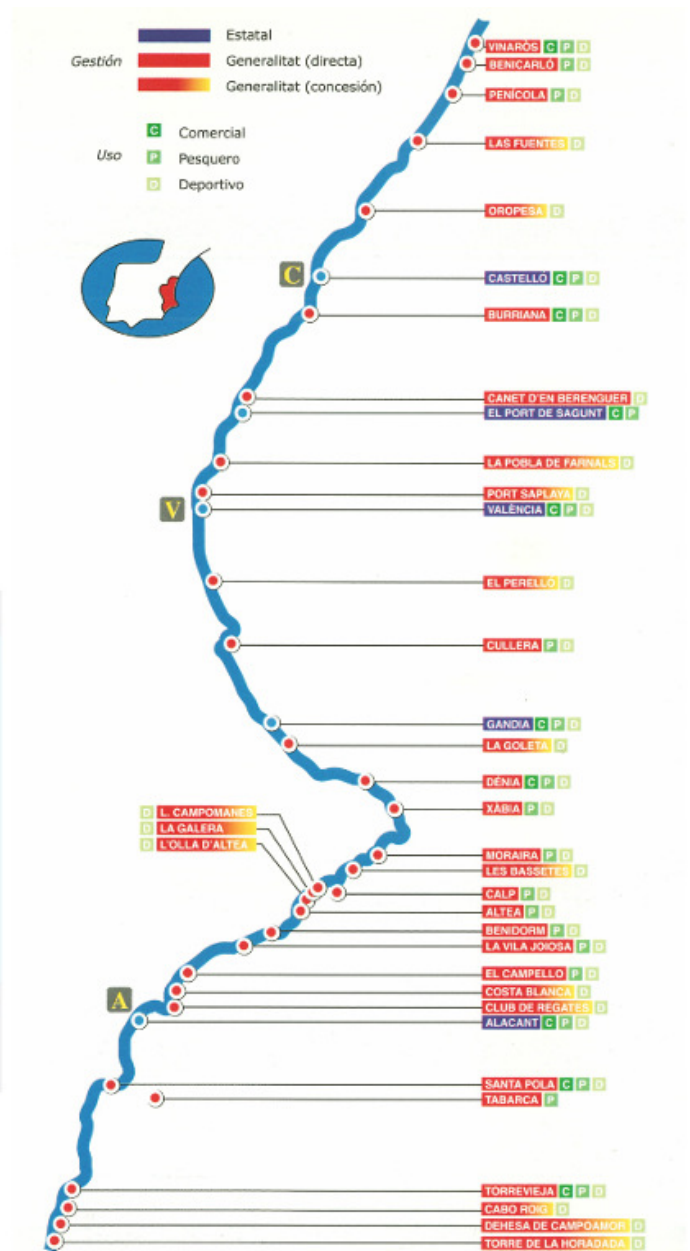 Gestión
Estatal
Generalitat (directa)
Generalitat (concesión)
Uso
C Comercial
P Pesquero
D Deportivo
VINARÒS C P D
BENICARLÓ P D
PENÍCOLA P D
LAS FUENTES D
OROPESA D
C
CASTELLÓ C P D
BURRIANA C P D
CANET D'EN BERENGUER D
EL PORT DE SAGUNT C P
LA POBLA DE FARNALS D
PORT SAPLAYA D
V
VALÈNCIA C P D
EL PERELLÓ D
CULLERA P D
GANDIA C P D
LA GOLETA D
DÉNIA C P D
XÀBIA P D
D L. CAMPOMANES
D LA GALERA
D L'OLLA D'ALTEA
MORAIRA P D
LES BASSETES D
CALP P D
ALTEA P D
BENIDORM P D
LA VILA JOIOSA P D
EL CAMPELLO P D
COSTA BLANCA D
A
CLUB DE REGATES D
ALACANT C P D
SANTA POLA C P D
TABARCA P
TORREVIEJA C P D
CABO ROIG D
DEHESA DE CAMPOAMOR D
TORRE DE LA HORADADA D